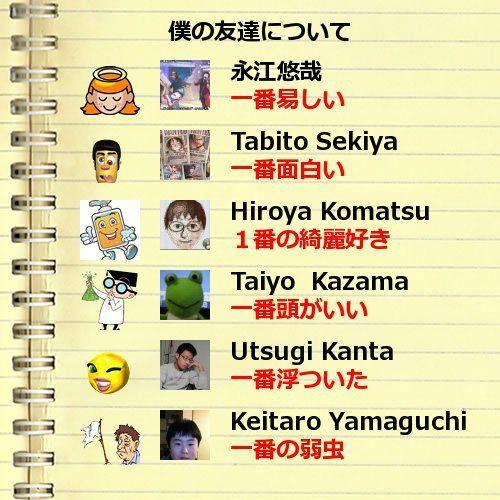 僕の友達について
永江悠哉
一番易しい
Tabito Sekiya
一番面白い
Hiroya Komatsu
１番の綺麗好き
Taiyo Kazama
一番頭がいい
Utsugi Kanta
一番浮ついた
Keitaro Yamaguchi
一番の弱虫